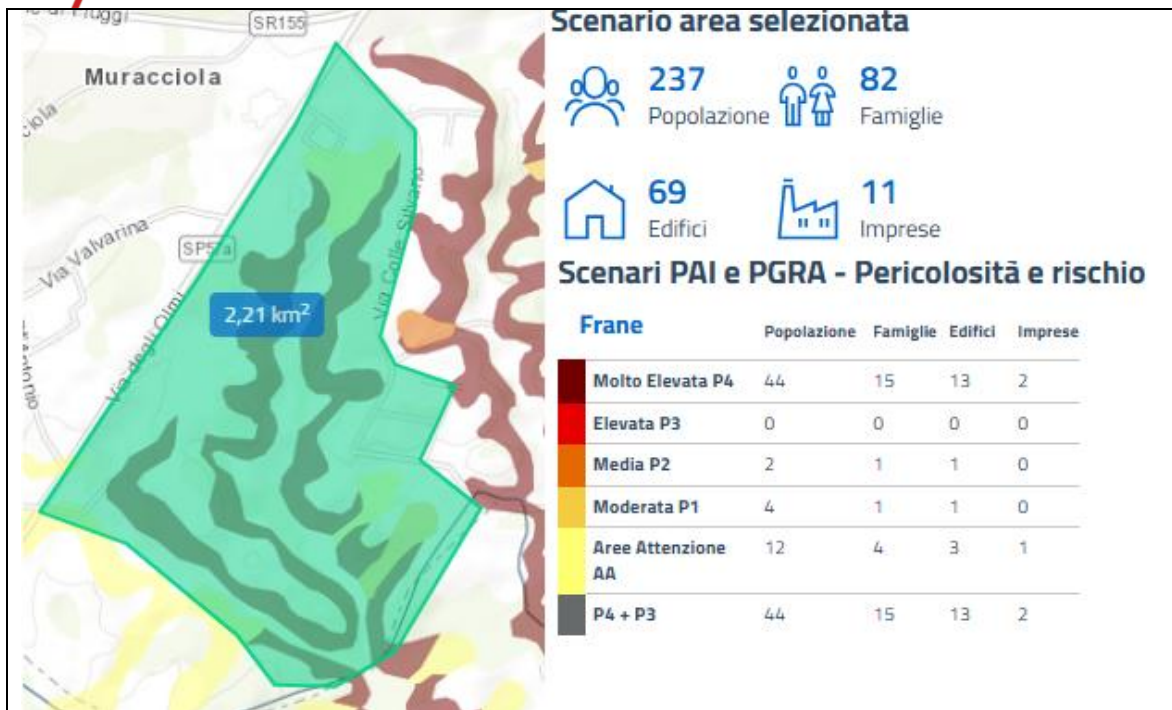 di Fiuggi
SR155
Muracciola
ciola
Via Valvarina
SP57a
Via Colle Silvano
2,21 km²
Via degli Olmi
Scenario area selezionata
237
Popolazione
82
Famiglie
69
Edifici
11
Imprese
Scenari PAI e PGRA - Pericolosità e rischio
Frane Popolazione Famiglie Edifici Imprese
Molto Elevata P4 44 15 13 2
Elevata P3 0 0 0 0
Media P2 2 1 1 0
Moderata P1 4 1 1 0
Aree Attenzione 12 4 3 1
AA
P4 + P3 44 15 13 2